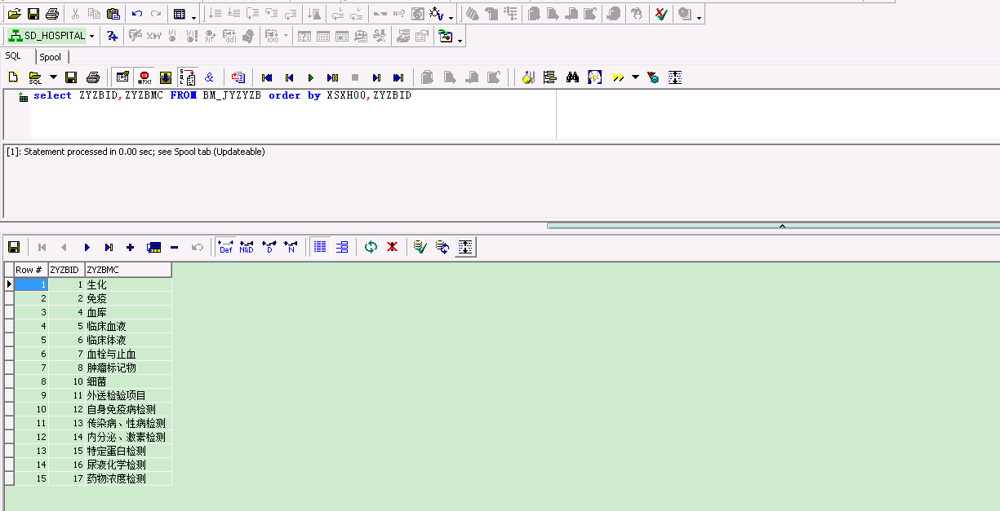 SD_HOSPITAL
SQL Spool
select ZYZBID,ZYZBMC FROM BM_JYZYZB order by XSXH00,ZYZBID
[1]: Statement processed in 0.00 sec; see Spool tab (Updateable)
Def N&D D N
Row # ZYZBID ZYZBMC
1 1 生化
2 2 免疫
3 4 血库
4 5 临床血液
5 6 临床体液
6 7 血栓与止血
7 8 肿瘤标记物
8 10 细菌
9 11 外送检验项目
10 12 自身免疫病检测
11 13 传染病、性病检测
12 14 内分泌、激素检测
13 15 特定蛋白检测
14 16 尿液化学检测
15 17 药物浓度检测